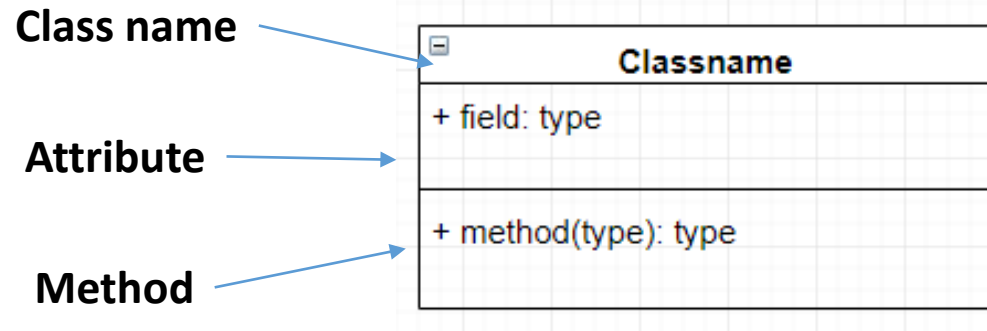 Class name
Classname
+ field: type
Attribute
+ method(type): type
Method